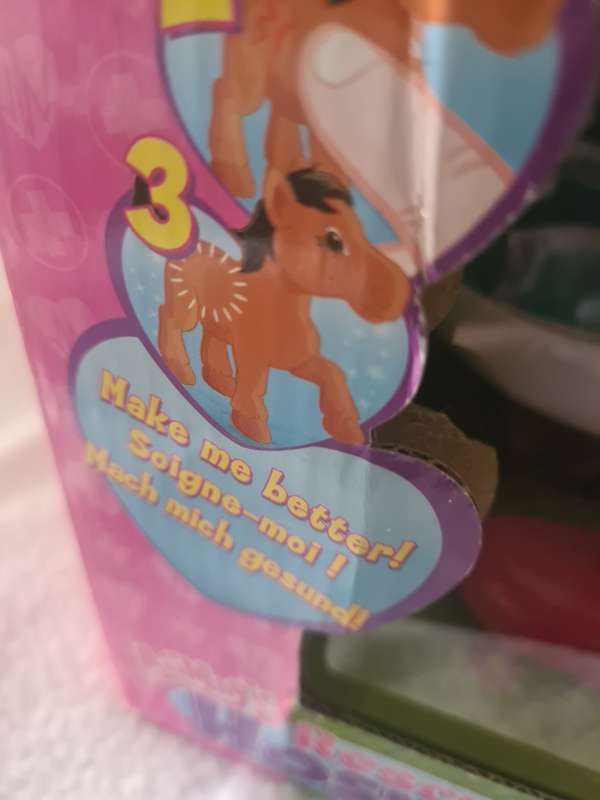 3
Make me better!
Soigne-moi !
Mach mich gesund!